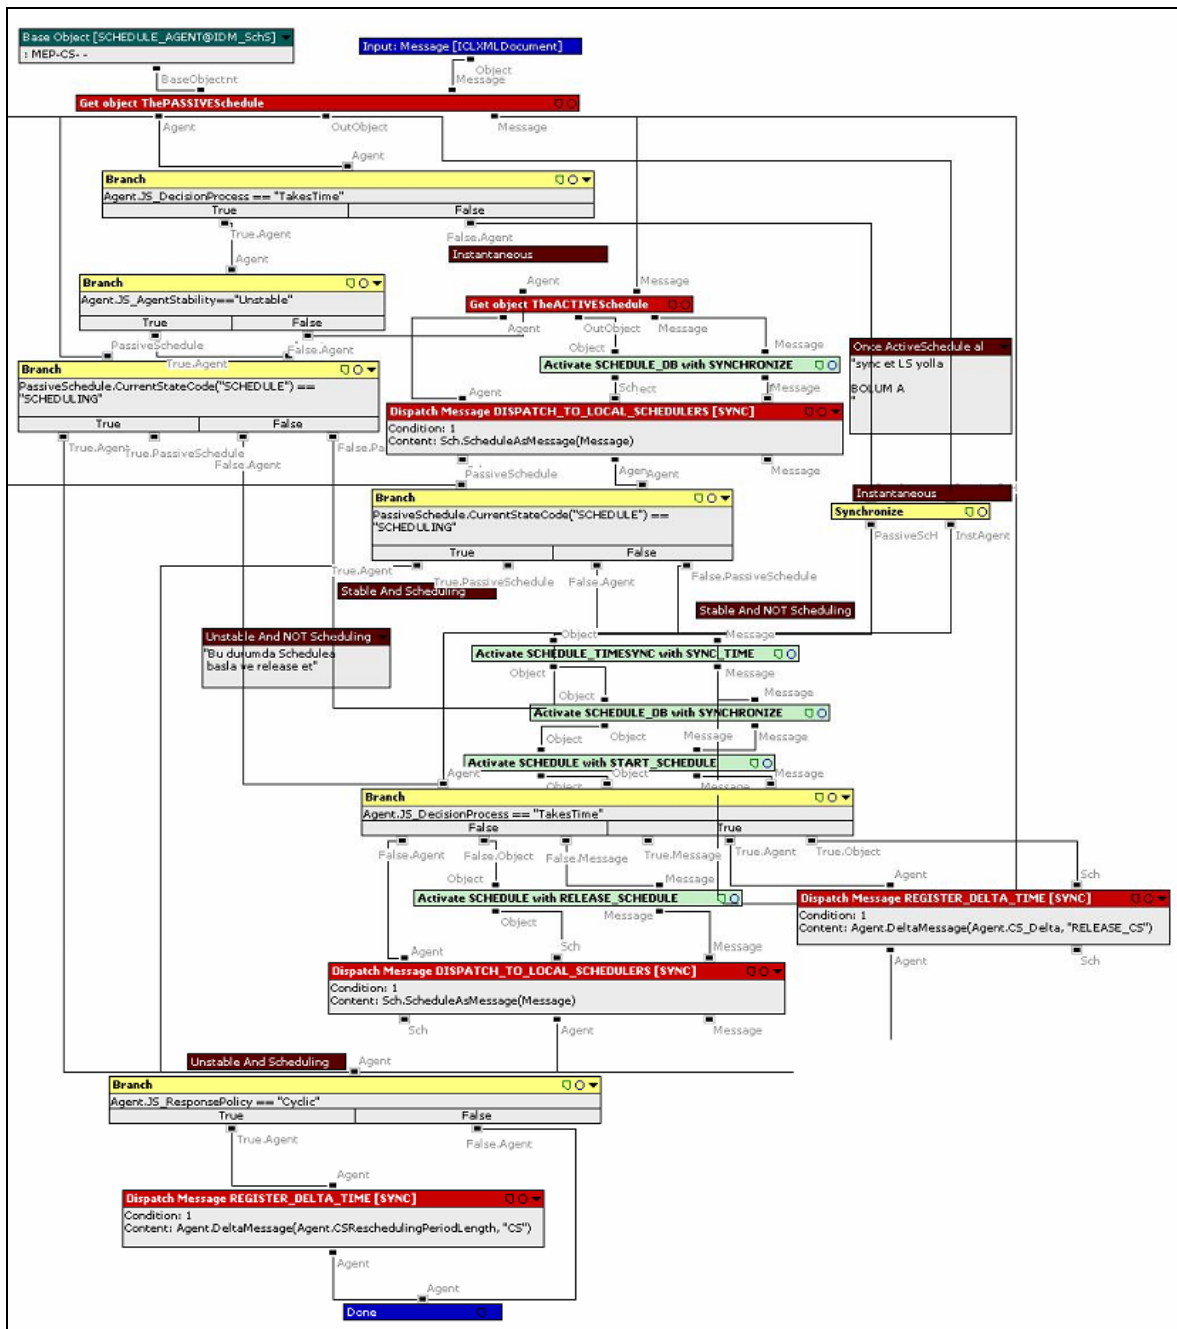 Base Object [SCHEDULE_AGENT@IDM_SchS]
: MEP-CS- -
Input: Message [ICLXMLDocument]
Object
BaseObjectnt
Message
Get object ThePASSIVESchedule
Agent
OutObject
Message
Agent
Branch
Agent.JS_DecisionProcess == "TakesTime"
True
False
True.Agent
False.Agent
Instantaneous
Agent
Branch
Agent.JS_AgentStability=="Unstable"
True
False
Agent
Message
Get object TheACTIVESchedule
Agent
OutObject
Message
PassiveSchedule
True.Agent
False.Agent
Object
Message
Once ActiveSchedule al
"sync et LS yolla
BOLUM A
"
Branch
PassiveSchedule.CurrentStateCode("SCHEDULE") ==
"SCHEDULING"
True
False
Activate SCHEDULE_DB with SYNCHRONIZE
Agent
Message
Dispatch Message DISPATCH_TO_LOCAL_SCHEDULERS [SYNC]
Condition: 1
Content: Sch.ScheduleAsMessage(Message)
True.Agent
True.PassiveSchedule
False.Agent
False.Pa
PassiveSchedule
Agent
Message
Branch
PassiveSchedule.CurrentStateCode("SCHEDULE") ==
"SCHEDULING"
True
False
Instantaneous
Synchronize
PassiveScH
InstAgent
True.Agent
True.PassiveSchedule
False.Agent
False.PassiveSchedule
Stable And Scheduling
Stable And NOT Scheduling
Unstable And NOT Scheduling
"Bu durumda Schedulea
basla ve release et"
Object
Message
Activate SCHEDULE_TIMESYNC with SYNC_TIME
Object
Message
Object
Message
Activate SCHEDULE_DB with SYNCHRONIZE
Object
Object
Message
Message
Activate SCHEDULE with START_SCHEDULE
Agent
Object
Object
Message
Message
Branch
Agent.JS_DecisionProcess == "TakesTime"
False
True
False.Agent
False.Object
False.Message
True.Message
True.Agent
True.Object
Object
Message
Agent
Sch
Activate SCHEDULE with RELEASE_SCHEDULE
Object
Message
Dispatch Message REGISTER_DELTA_TIME [SYNC]
Condition: 1
Content: Agent.DeltaMessage(Agent.CS_Delta, "RELEASE_CS")
Agent
Sch
Agent
Sch
Message
Dispatch Message DISPATCH_TO_LOCAL_SCHEDULERS [SYNC]
Condition: 1
Content: Sch.ScheduleAsMessage(Message)
Sch
Agent
Message
Unstable And Scheduling
Agent
Branch
Agent.JS_ResponsePolicy == "Cyclic"
True
False
True.Agent
False.Agent
Agent
Dispatch Message REGISTER_DELTA_TIME [SYNC]
Condition: 1
Content: Agent.DeltaMessage(Agent.CSReschedulingPeriodLength, "CS")
Agent
Agent
Done